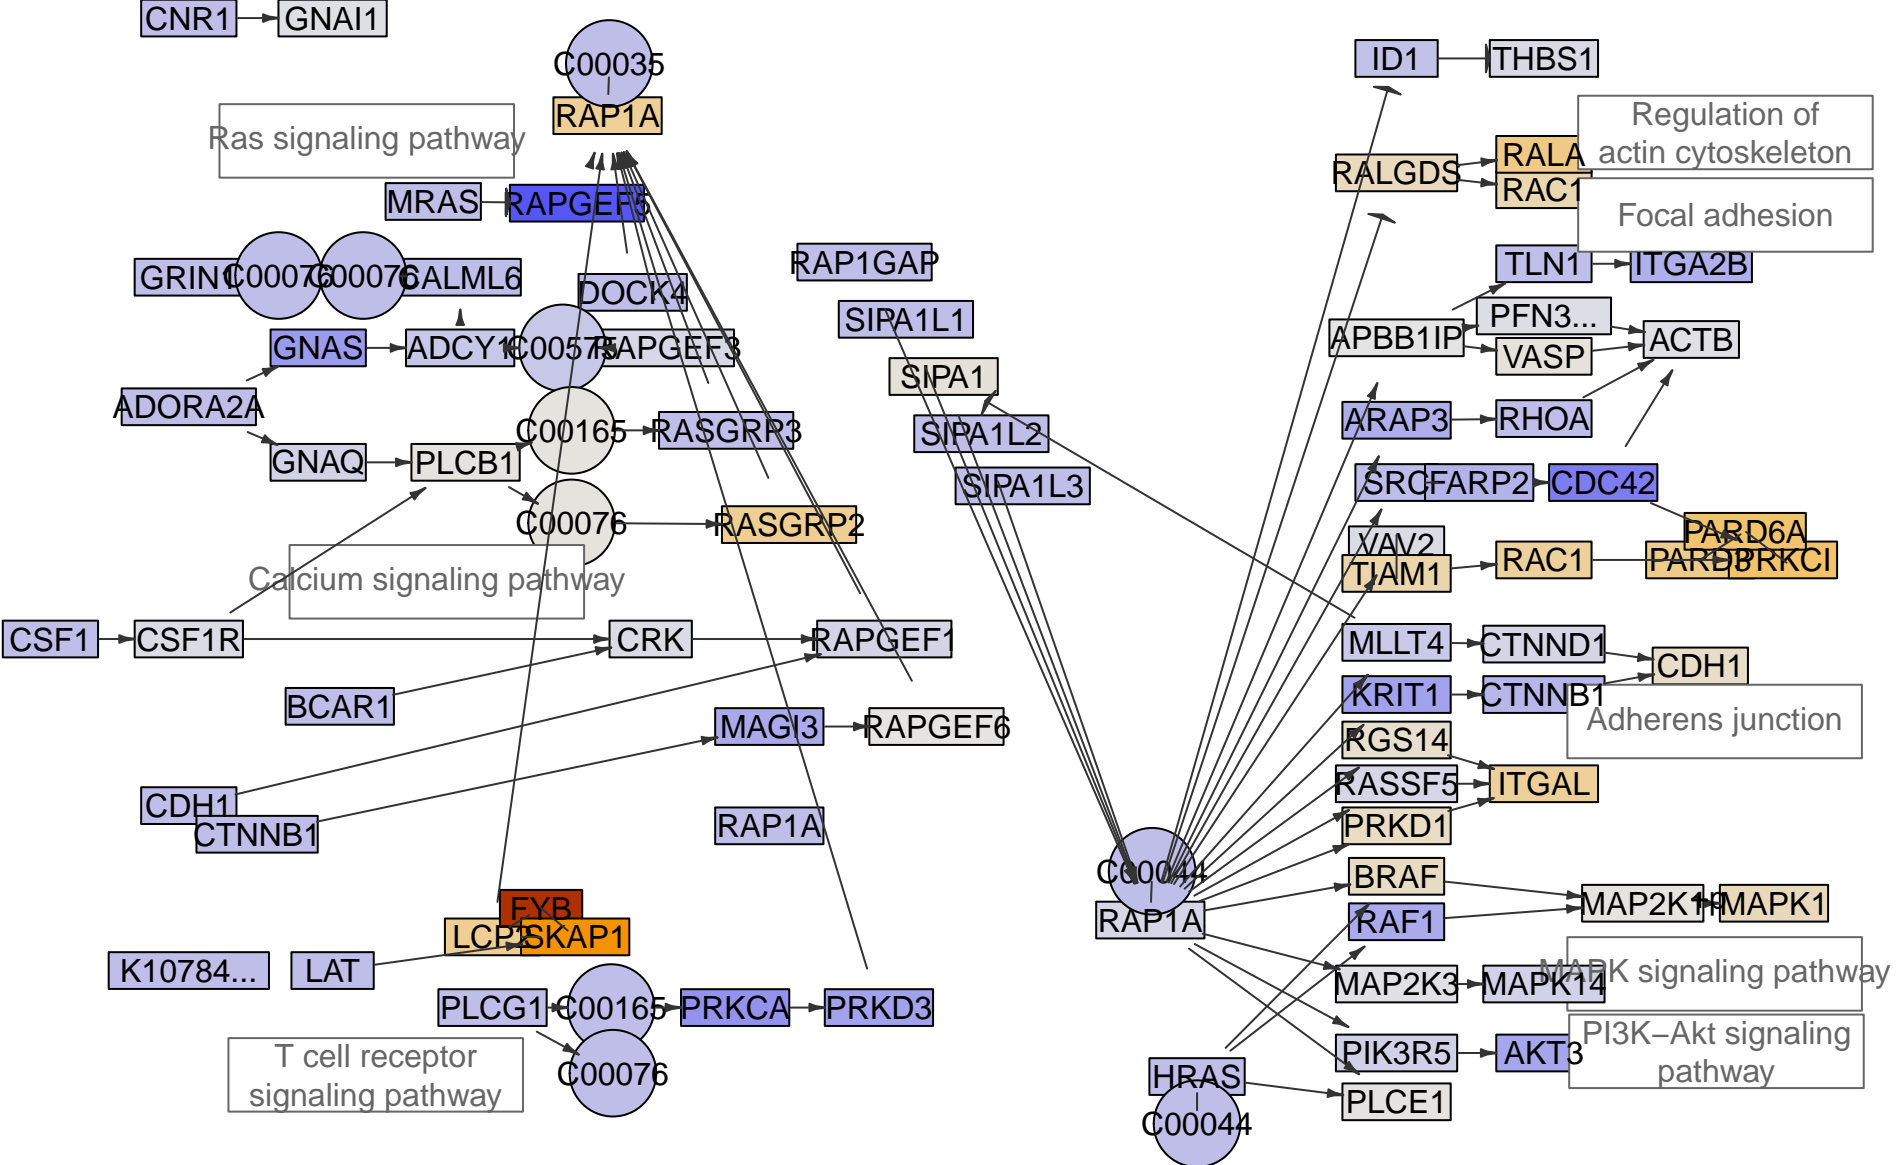 CNR1
GNAI1
C00035
RAP1A
Ras signaling pathway
MRAS
RAPGEF5
GRIN1
C00076
C00076
CALML6
DOCK4
GNAS
ADCY1
C00575
RAPGEF3
ADORA2A
C00165
RASGRP3
GNAQ
PLCB1
C00076
RASGRP2
Calcium signaling pathway
CSF1
CSF1R
CRK
RAPGEF1
BCAR1
MAGI3
RAPGEF6
CDH1
CTNNB1
RAP1A
FYB
LCP2
SKAP1
K10784...
LAT
PLCG1
C00165
PRKCA
PRKD3
T cell receptor
signaling pathway
C00076
RAP1GAP
SIPA1L1
SIPA1
SIPA1L2
SIPA1L3
C00044
RAP1A
HRAS
C00044
ID1
THBS1
Regulation of
actin cytoskeleton
RALGDS
RALA
RAC1
Focal adhesion
TLN1
ITGA2B
PFN3...
APBB1IP
VASP
ACTB
ARAP3
RHOA
SRC
FARP2
CDC42
VAV2
TIAM1
RAC1
PARD6A
PARD3
PRKCI
MLLT4
CTNND1
CDH1
KRIT1
CTNNB1
Adherens junction
RGS14
RASSF5
ITGAL
PRKD1
BRAF
RAF1
MAP2K1
+p
MAPK1
MAP2K3
MAPK14
MAPK signaling pathway
PIK3R5
AKT3
PI3K−Akt signaling
pathway
PLCE1